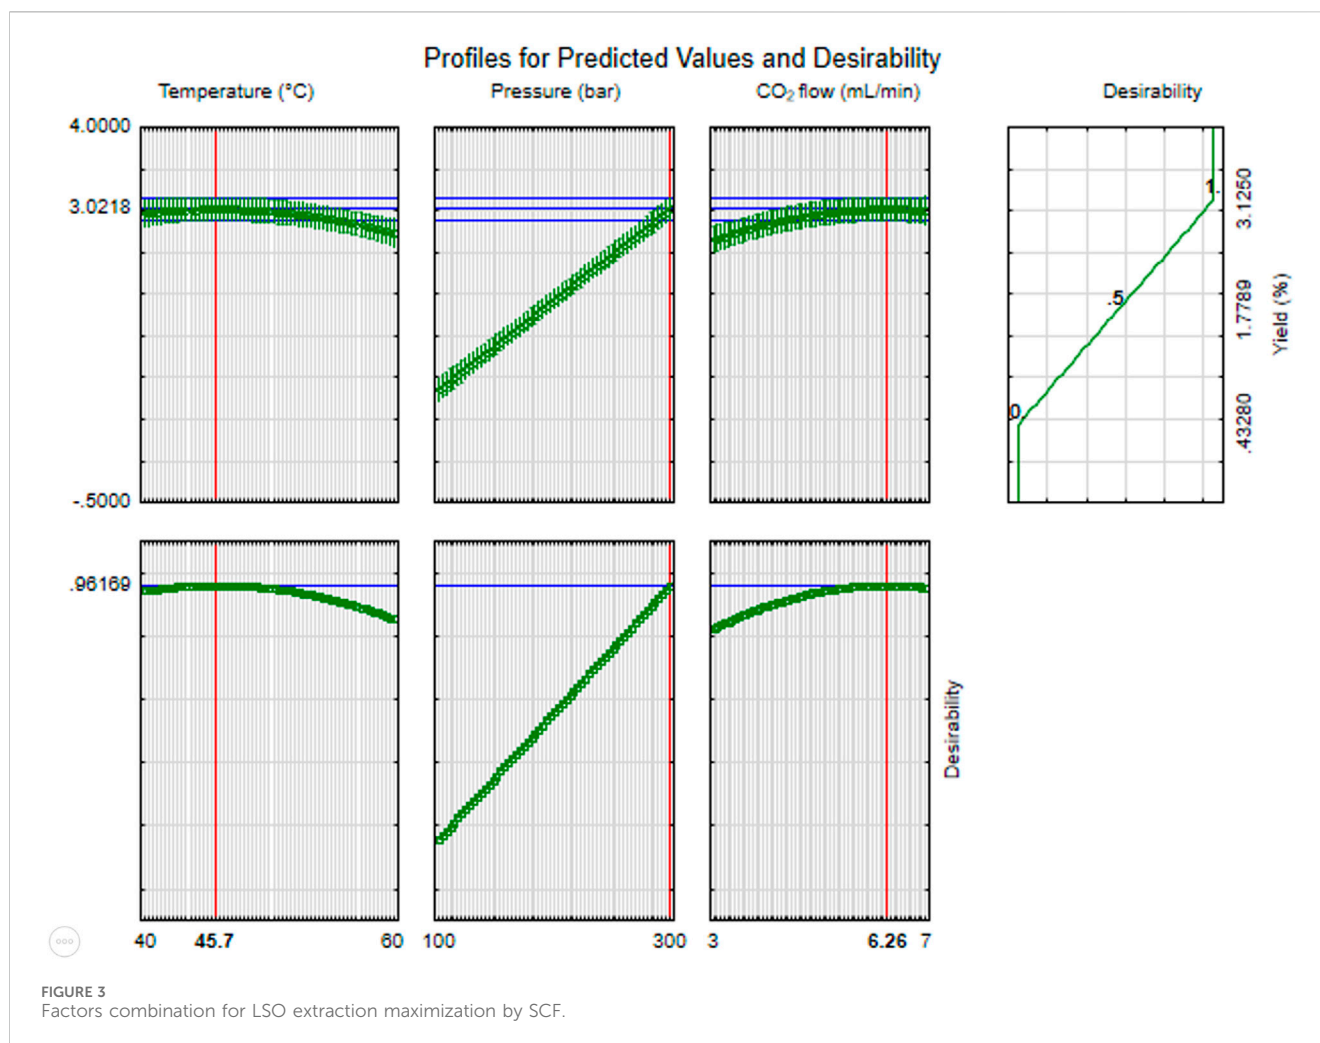 Profiles for Predicted Values and Desirability
Temperature (°C) Pressure (bar) CO₂ flow (mL/min) Desirability
4.0000
3.0218
-.5000
1.
.5
0.
3.1250
1.7789
.43280
Yield (%)
.96169
Desirability
40 45.7 60 100 300 3 6.26 7
FIGURE 3
Factors combination for LSO extraction maximization by SCF.